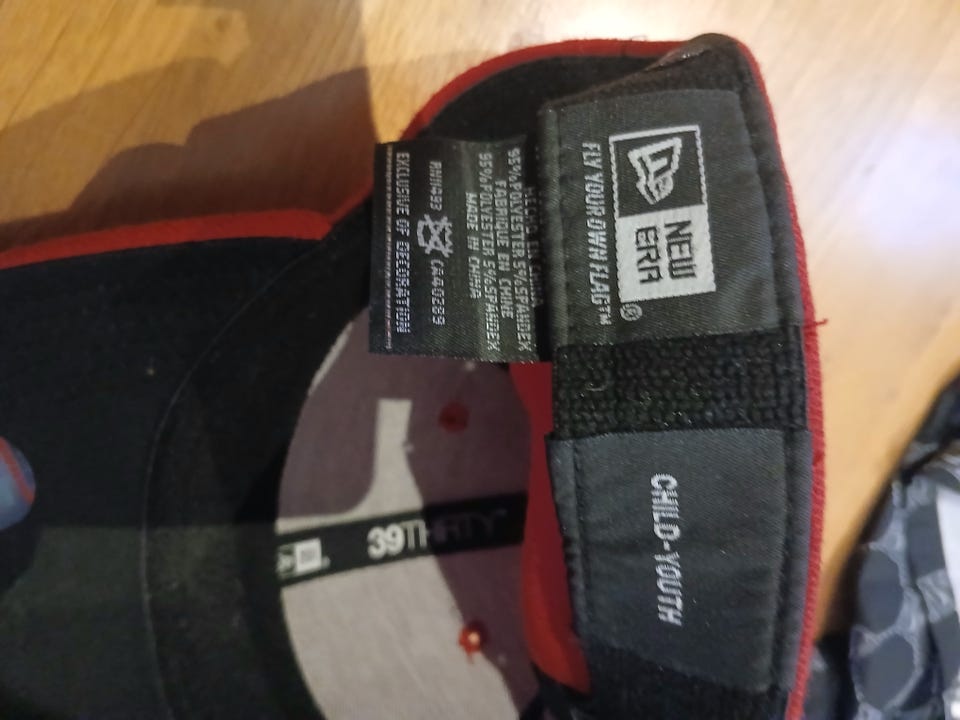 NEW
ERA
®
FLY YOUR OWN FLAG™
CHILD-YOUTH
95%POLYESTER 5%SPANDEX
FABRIQUE EN CHINE
95%POLYESTER 5%SPANDEX
MADE IN CHINA
CA40289
EXCLUSIVE OF DECORATION
39THIRTY